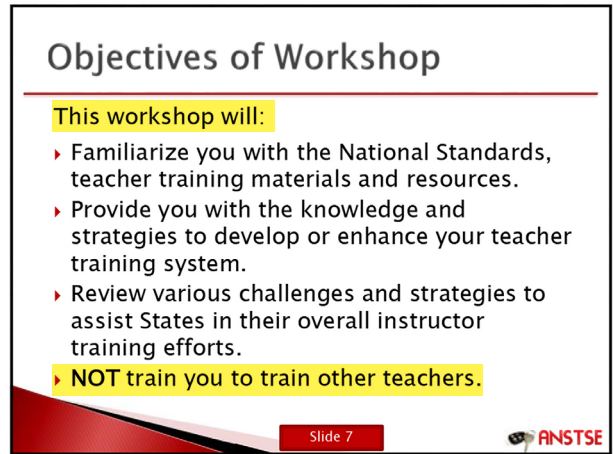 Objectives of Workshop
This workshop will:
Familiarize you with the National Standards,
teacher training materials and resources.
Provide you with the knowledge and
strategies to develop or enhance your teacher
training system.
Review various challenges and strategies to
assist States in their overall instructor
training efforts.
NOT train you to train other teachers.
Slide 7
ANSTSE